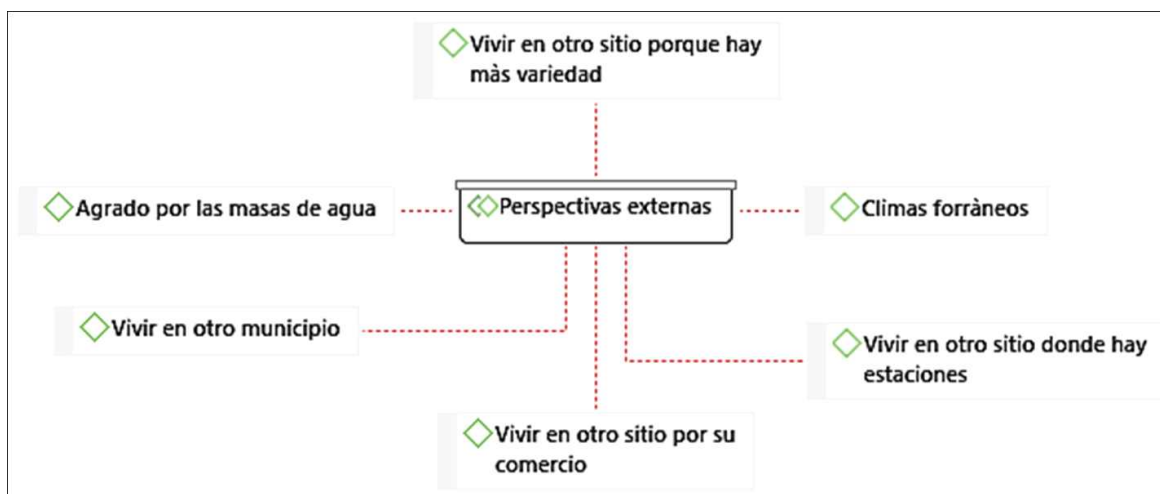 Vivir en otro sitio porque hay
màs variedad
Agrado por las masas de agua
Perspectivas externas
Climas forràneos
Vivir en otro municipio
Vivir en otro sitio donde hay
estaciones
Vivir en otro sitio por su
comercio